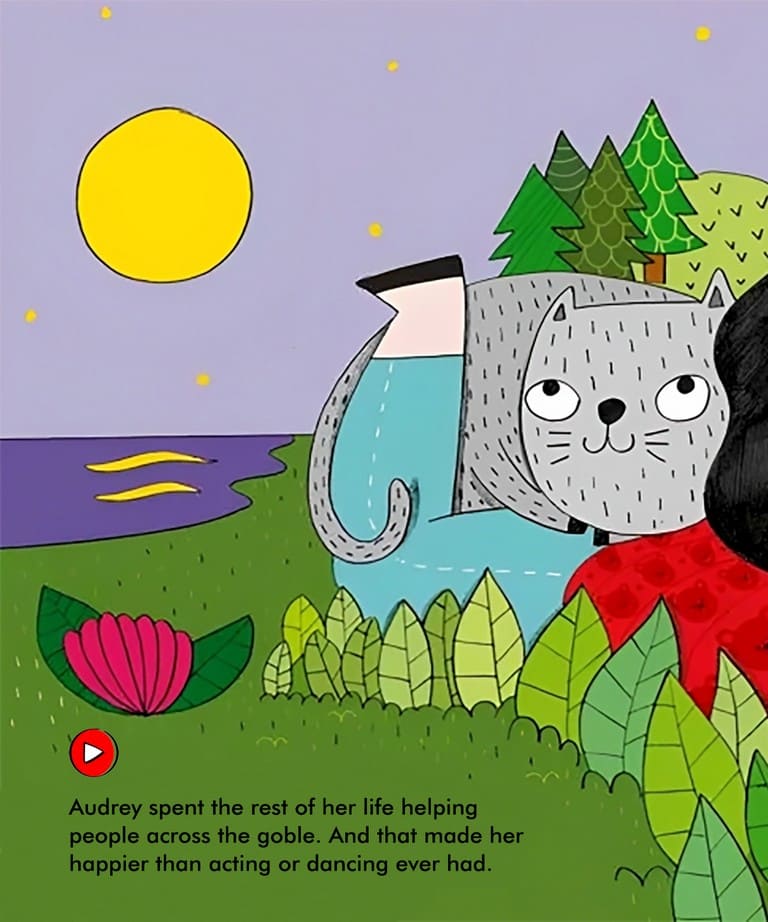 Audrey spent the rest of her life helping
people across the goble. And that made her
happier than acting or dancing ever had.